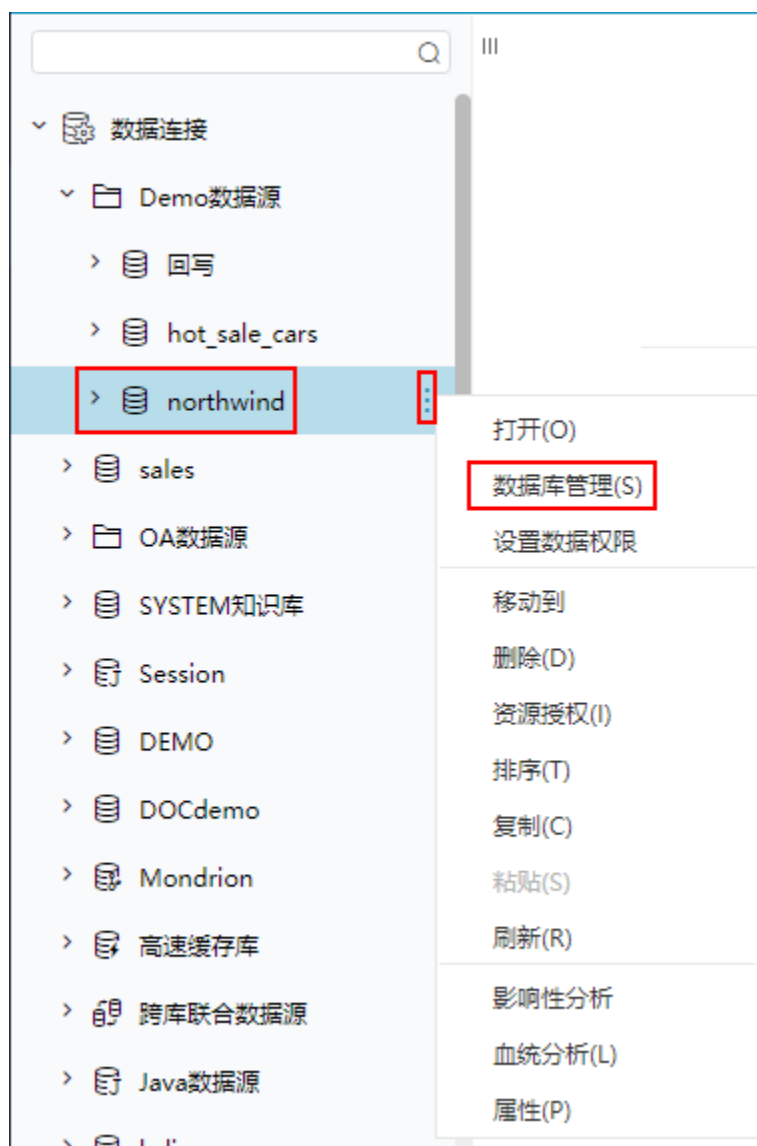 数据连接
Demo数据源
回写
hot_sale_cars
northwind
sales
OA数据源
SYSTEM知识库
Session
DEMO
DOCdemo
Mondrion
高速缓存库
跨库联合数据源
Java数据源
打开(O)
数据库管理(S)
设置数据权限
移动到
删除(D)
资源授权(I)
排序(T)
复制(C)
粘贴(S)
刷新(R)
影响性分析
血统分析(L)
属性(P)